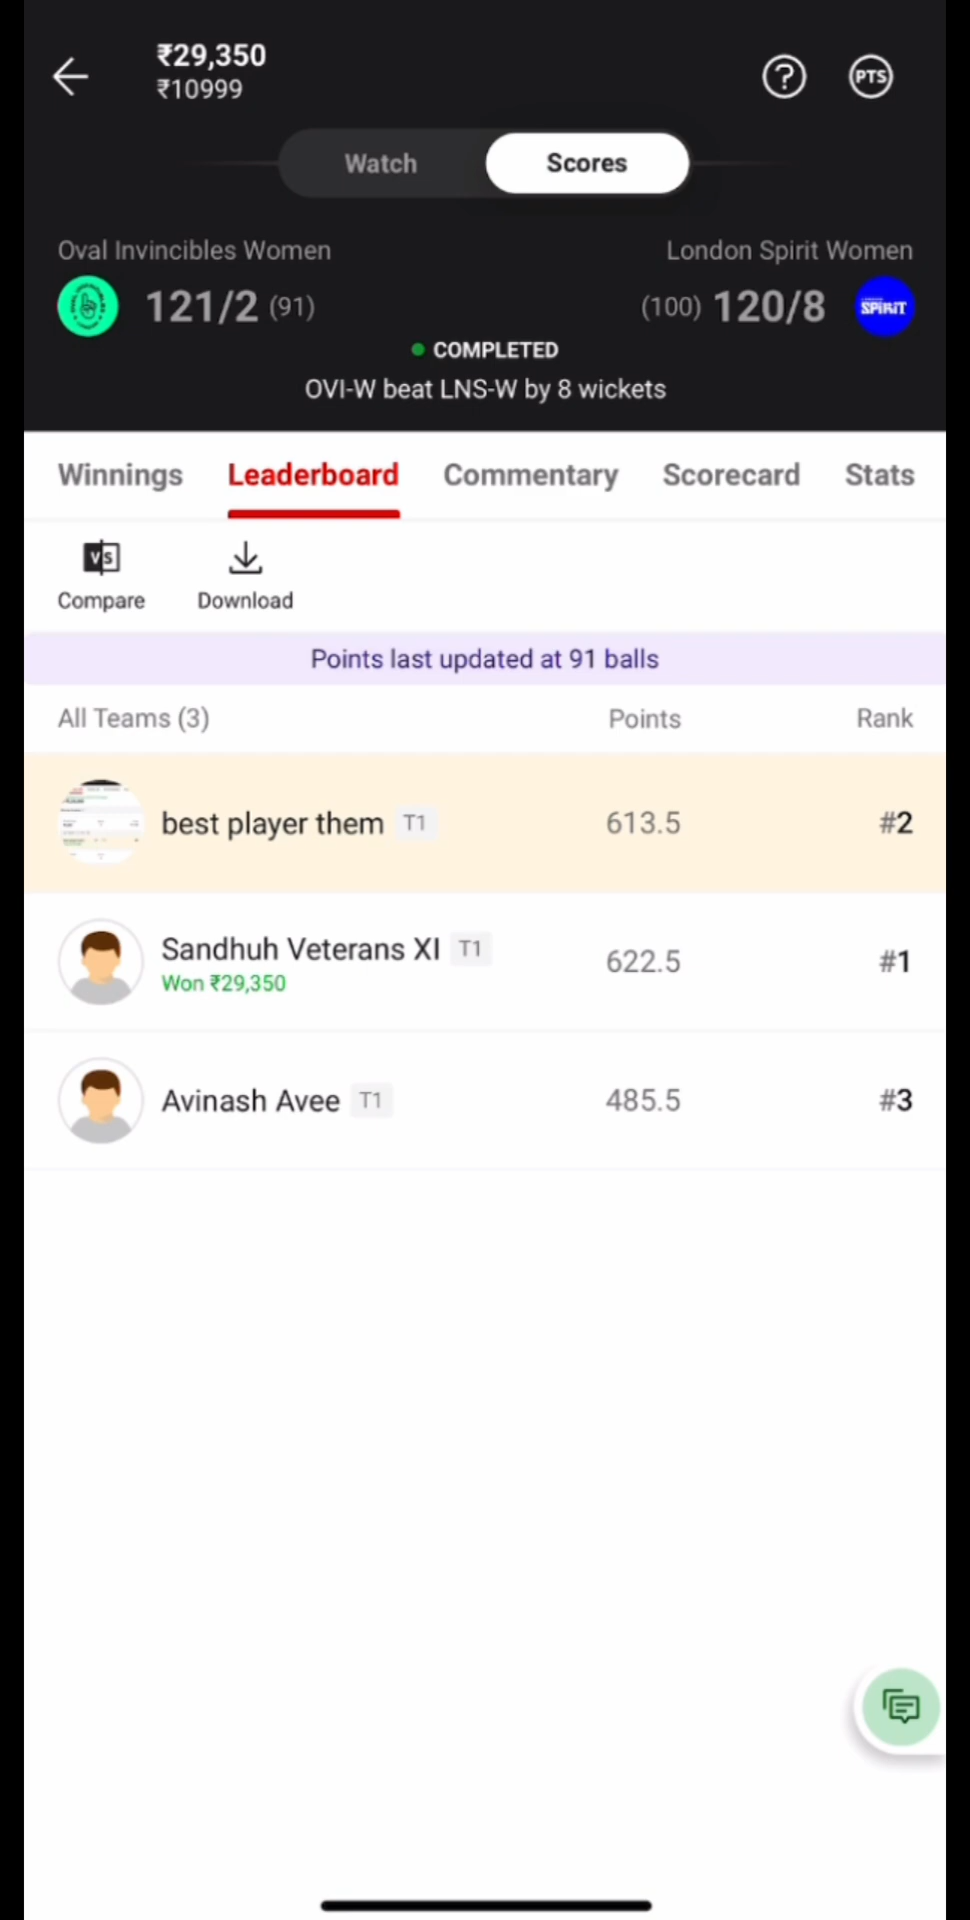 ₹29,350
₹10999
PTS
Watch
Scores
Oval Invincibles Women
London Spirit Women
121/2 (91)
(100) 120/8
SPIRIT
COMPLETED
OVI-W beat LNS-W by 8 wickets
Winnings
Leaderboard
Commentary
Scorecard
Stats
VS
Compare
Download
Points last updated at 91 balls
All Teams (3)
Points
Rank
best player them T1
613.5
#2
Sandhuh Veterans XI T1
Won ₹29,350
622.5
#1
Avinash Avee T1
485.5
#3